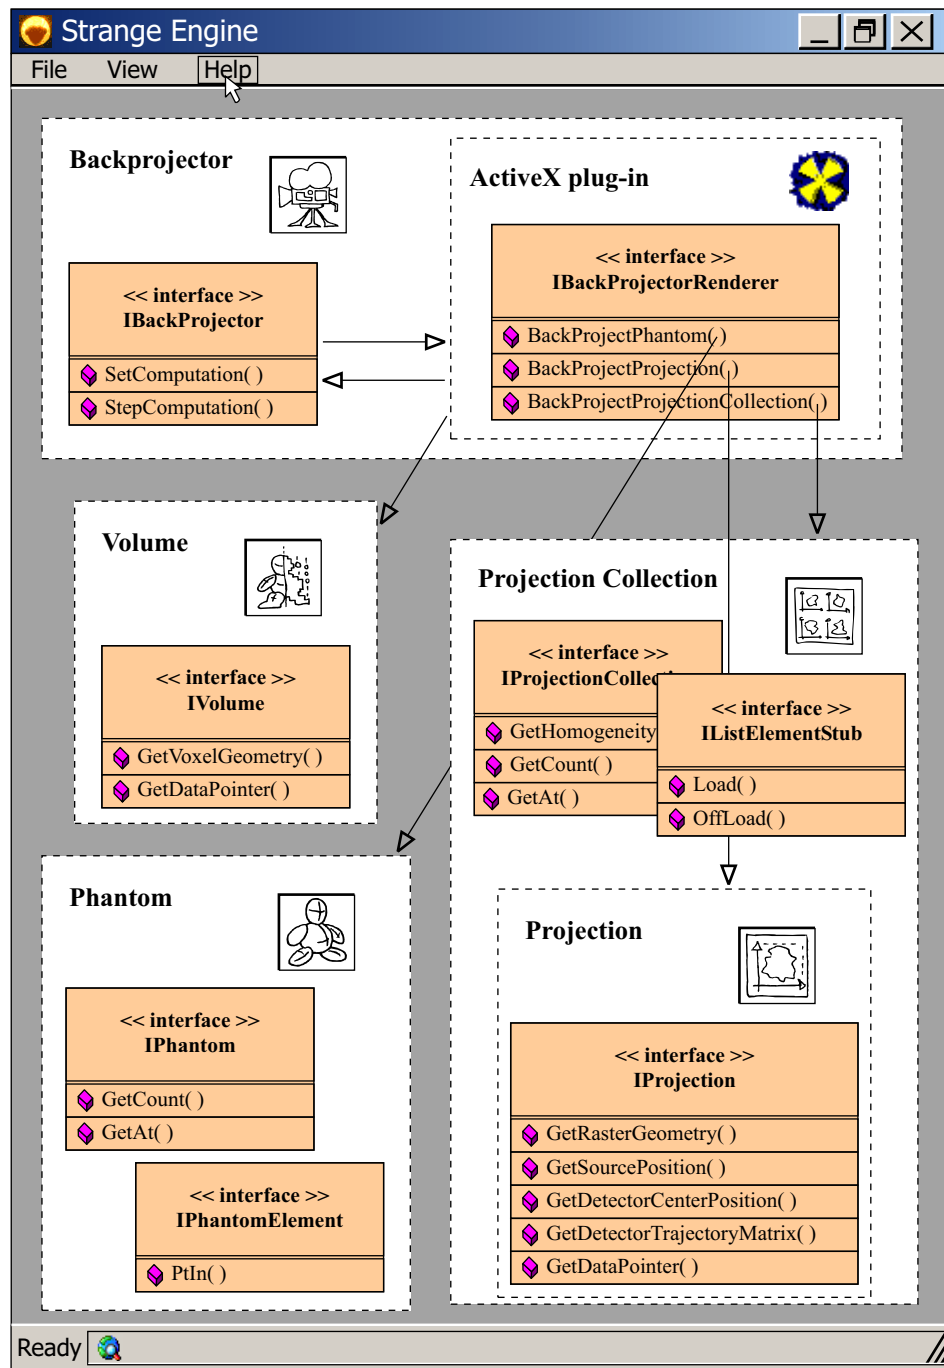 Strange Engine
File View Help
Backprojector
ActiveX plug-in
<< interface >>
IBackProjector
SetComputation( )
StepComputation( )
<< interface >>
IBackProjectorRenderer
BackProjectPhantom( )
BackProjectProjection( )
BackProjectProjectionCollection( )
Volume
<< interface >>
IVolume
GetVoxelGeometry( )
GetDataPointer( )
Projection Collection
<< interface >>
IProjectionCollecti
GetHomogeneity
GetCount( )
GetAt( )
<< interface >>
IListElementStub
Load( )
OffLoad( )
Phantom
<< interface >>
IPhantom
GetCount( )
GetAt( )
<< interface >>
IPhantomElement
PtIn( )
Projection
<< interface >>
IProjection
GetRasterGeometry( )
GetSourcePosition( )
GetDetectorCenterPosition( )
GetDetectorTrajectoryMatrix( )
GetDataPointer( )
Ready